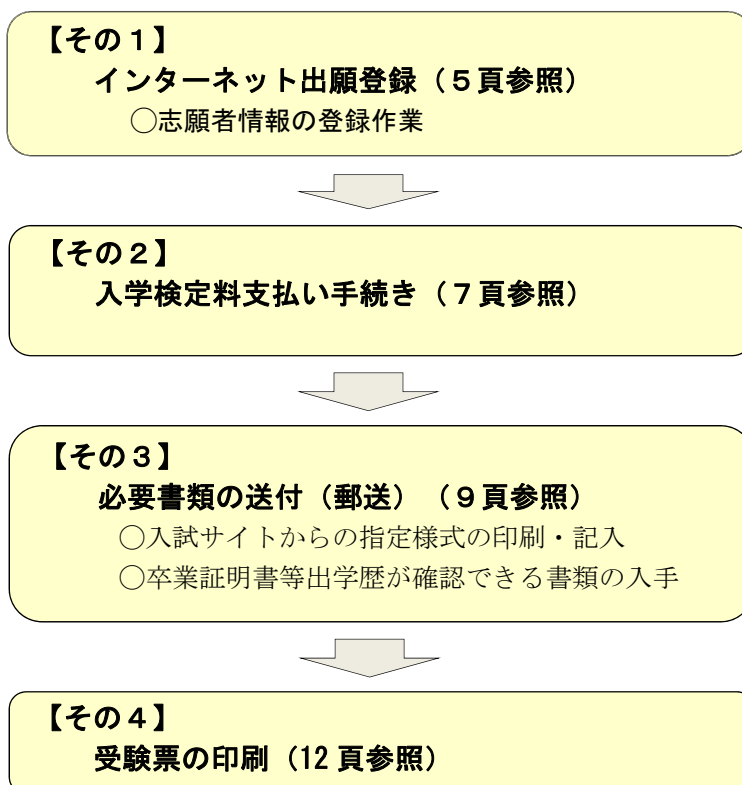 【その１】
インターネット出願登録（５頁参照）
○志願者情報の登録作業
【その２】
入学検定料支払い手続き（７頁参照）
【その３】
必要書類の送付（郵送）（９頁参照）
○入試サイトからの指定様式の印刷・記入
○卒業証明書等出学歴が確認できる書類の入手
【その４】
受験票の印刷（12 頁参照）